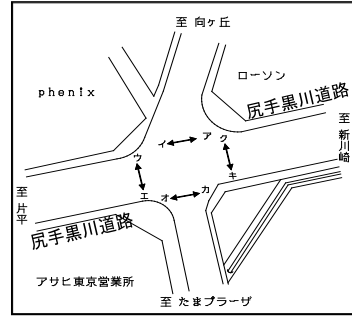 至 向ヶ丘
ローソン
phenix
尻手黒川道路
至 新川崎
イ
ア
ク
ウ
キ
エ
オ
カ
至 片平
尻手黒川道路
アサヒ東京営業所
至 たまプラーザ